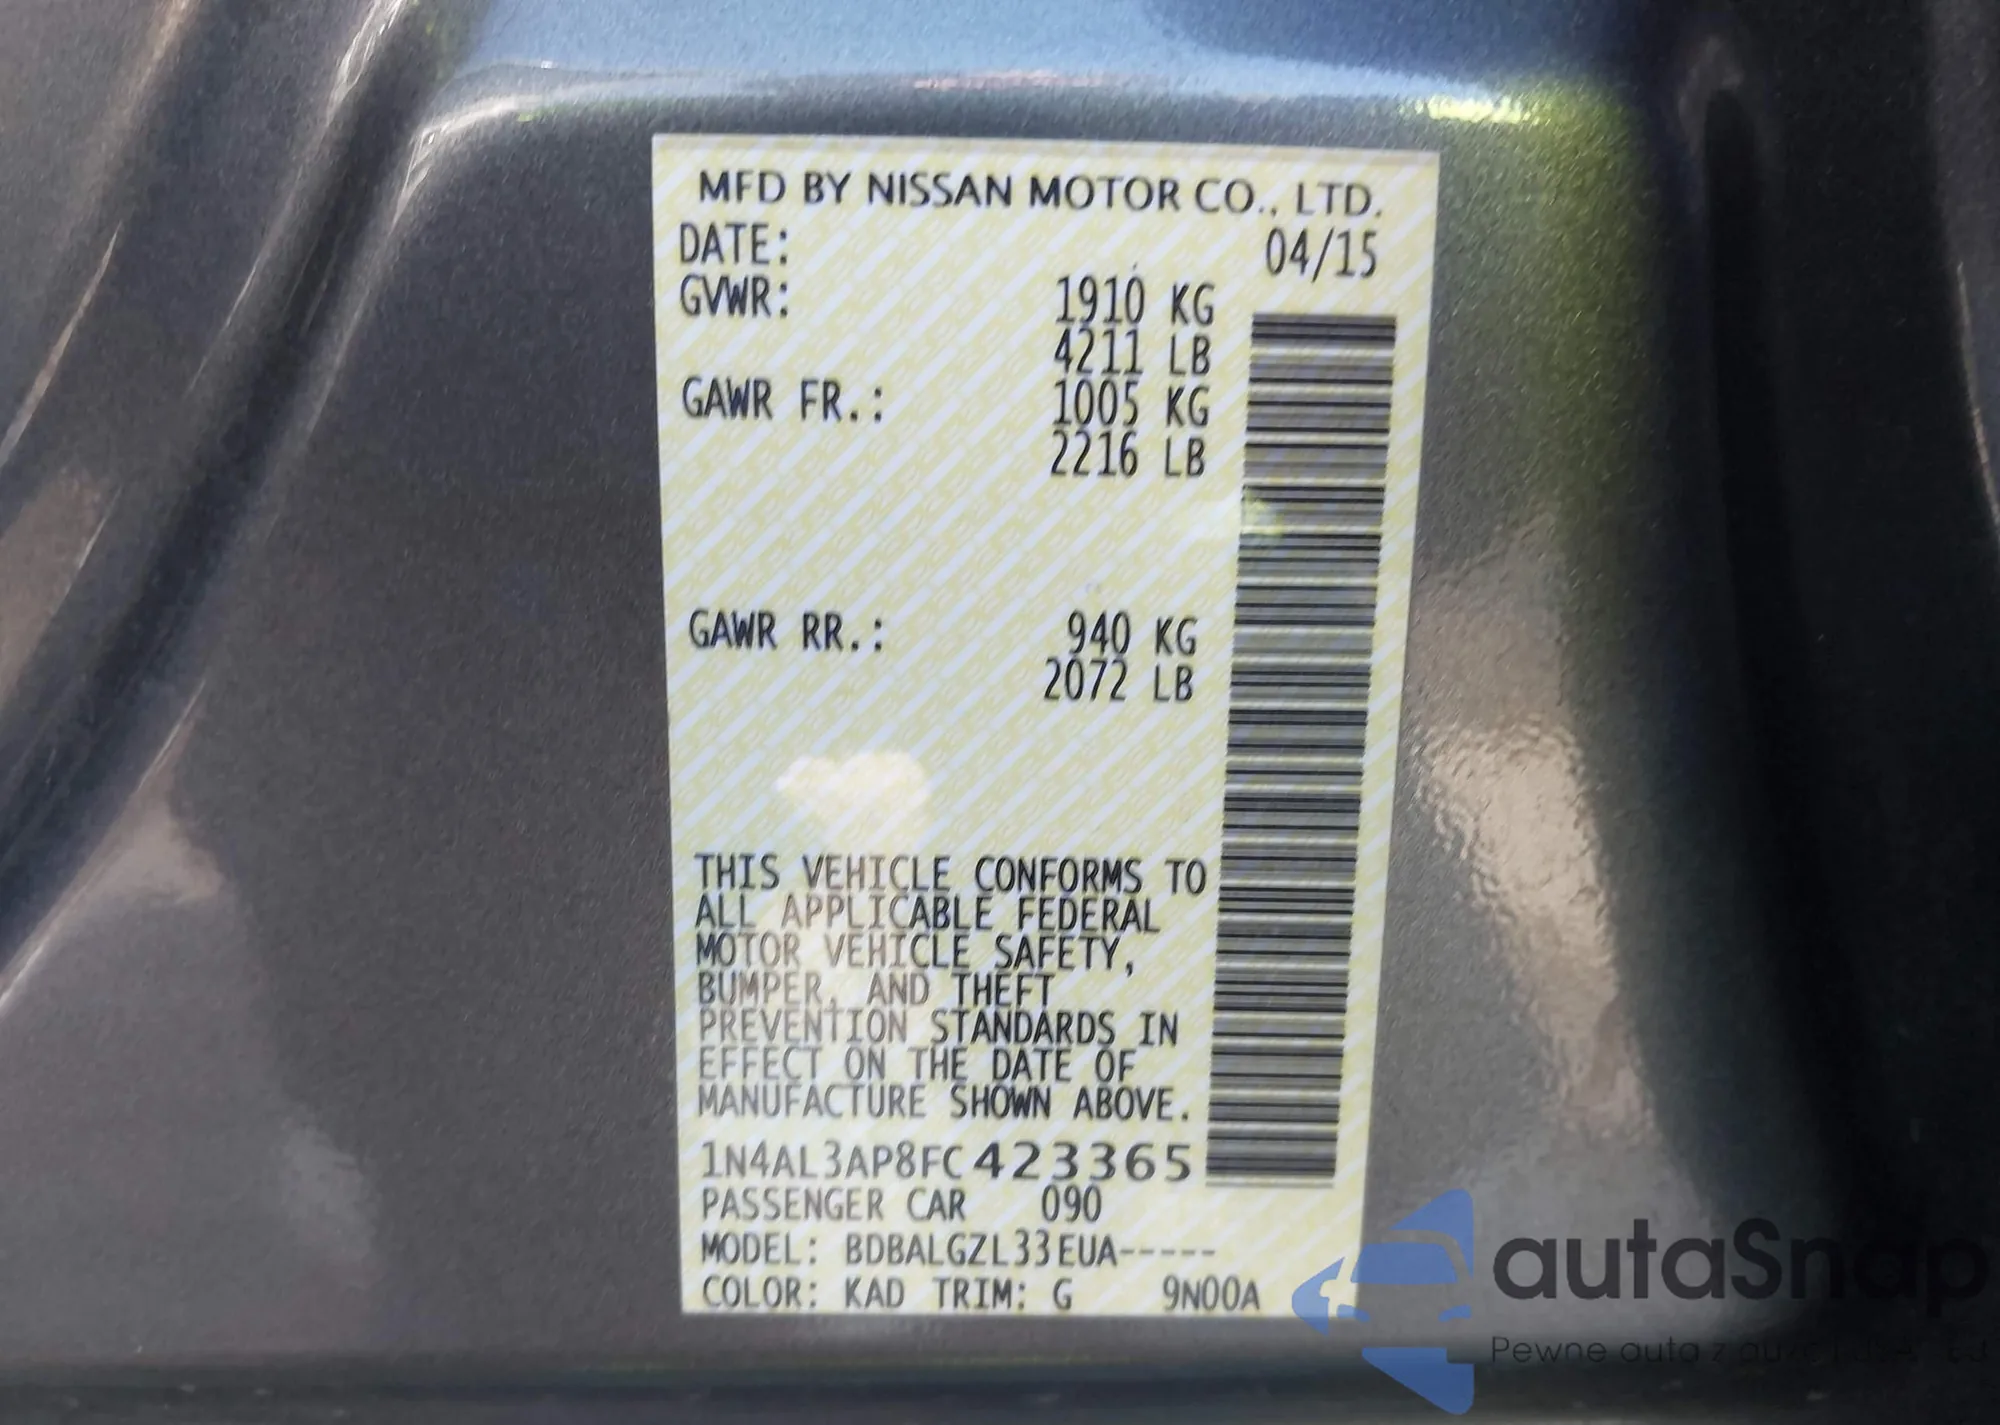 MFD BY NISSAN MOTOR CO., LTD.
DATE: 04/15
GVWR: 1910 KG
4211 LB
GAWR FR.: 1005 KG
2216 LB
GAWR RR.: 940 KG
2072 LB
THIS VEHICLE CONFORMS TO
ALL APPLICABLE FEDERAL
MOTOR VEHICLE SAFETY,
BUMPER, AND THEFT
PREVENTION STANDARDS IN
EFFECT ON THE DATE OF
MANUFACTURE SHOWN ABOVE.
1N4AL3AP8FC423365
PASSENGER CAR 090
MODEL: BDBALGZL33EUA-----
COLOR: KAD TRIM: G 9N00A
autaSnap
Pewne auta z